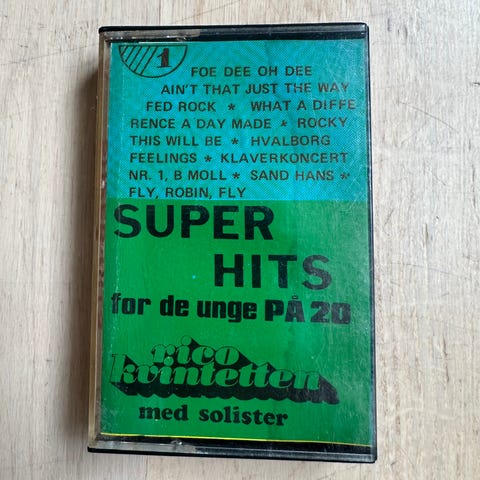 1
FOE DEE OH DEE
AIN'T THAT JUST THE WAY
FED ROCK * WHAT A DIFFE
RENCE A DAY MADE * ROCKY
THIS WILL BE * HVALBORG
FEELINGS * KLAVERKONCERT
NR. 1, B MOLL * SAND HANS *
FLY, ROBIN, FLY
SUPER
HITS
for de unge PÅ 20
rico
kvintetten
med solister